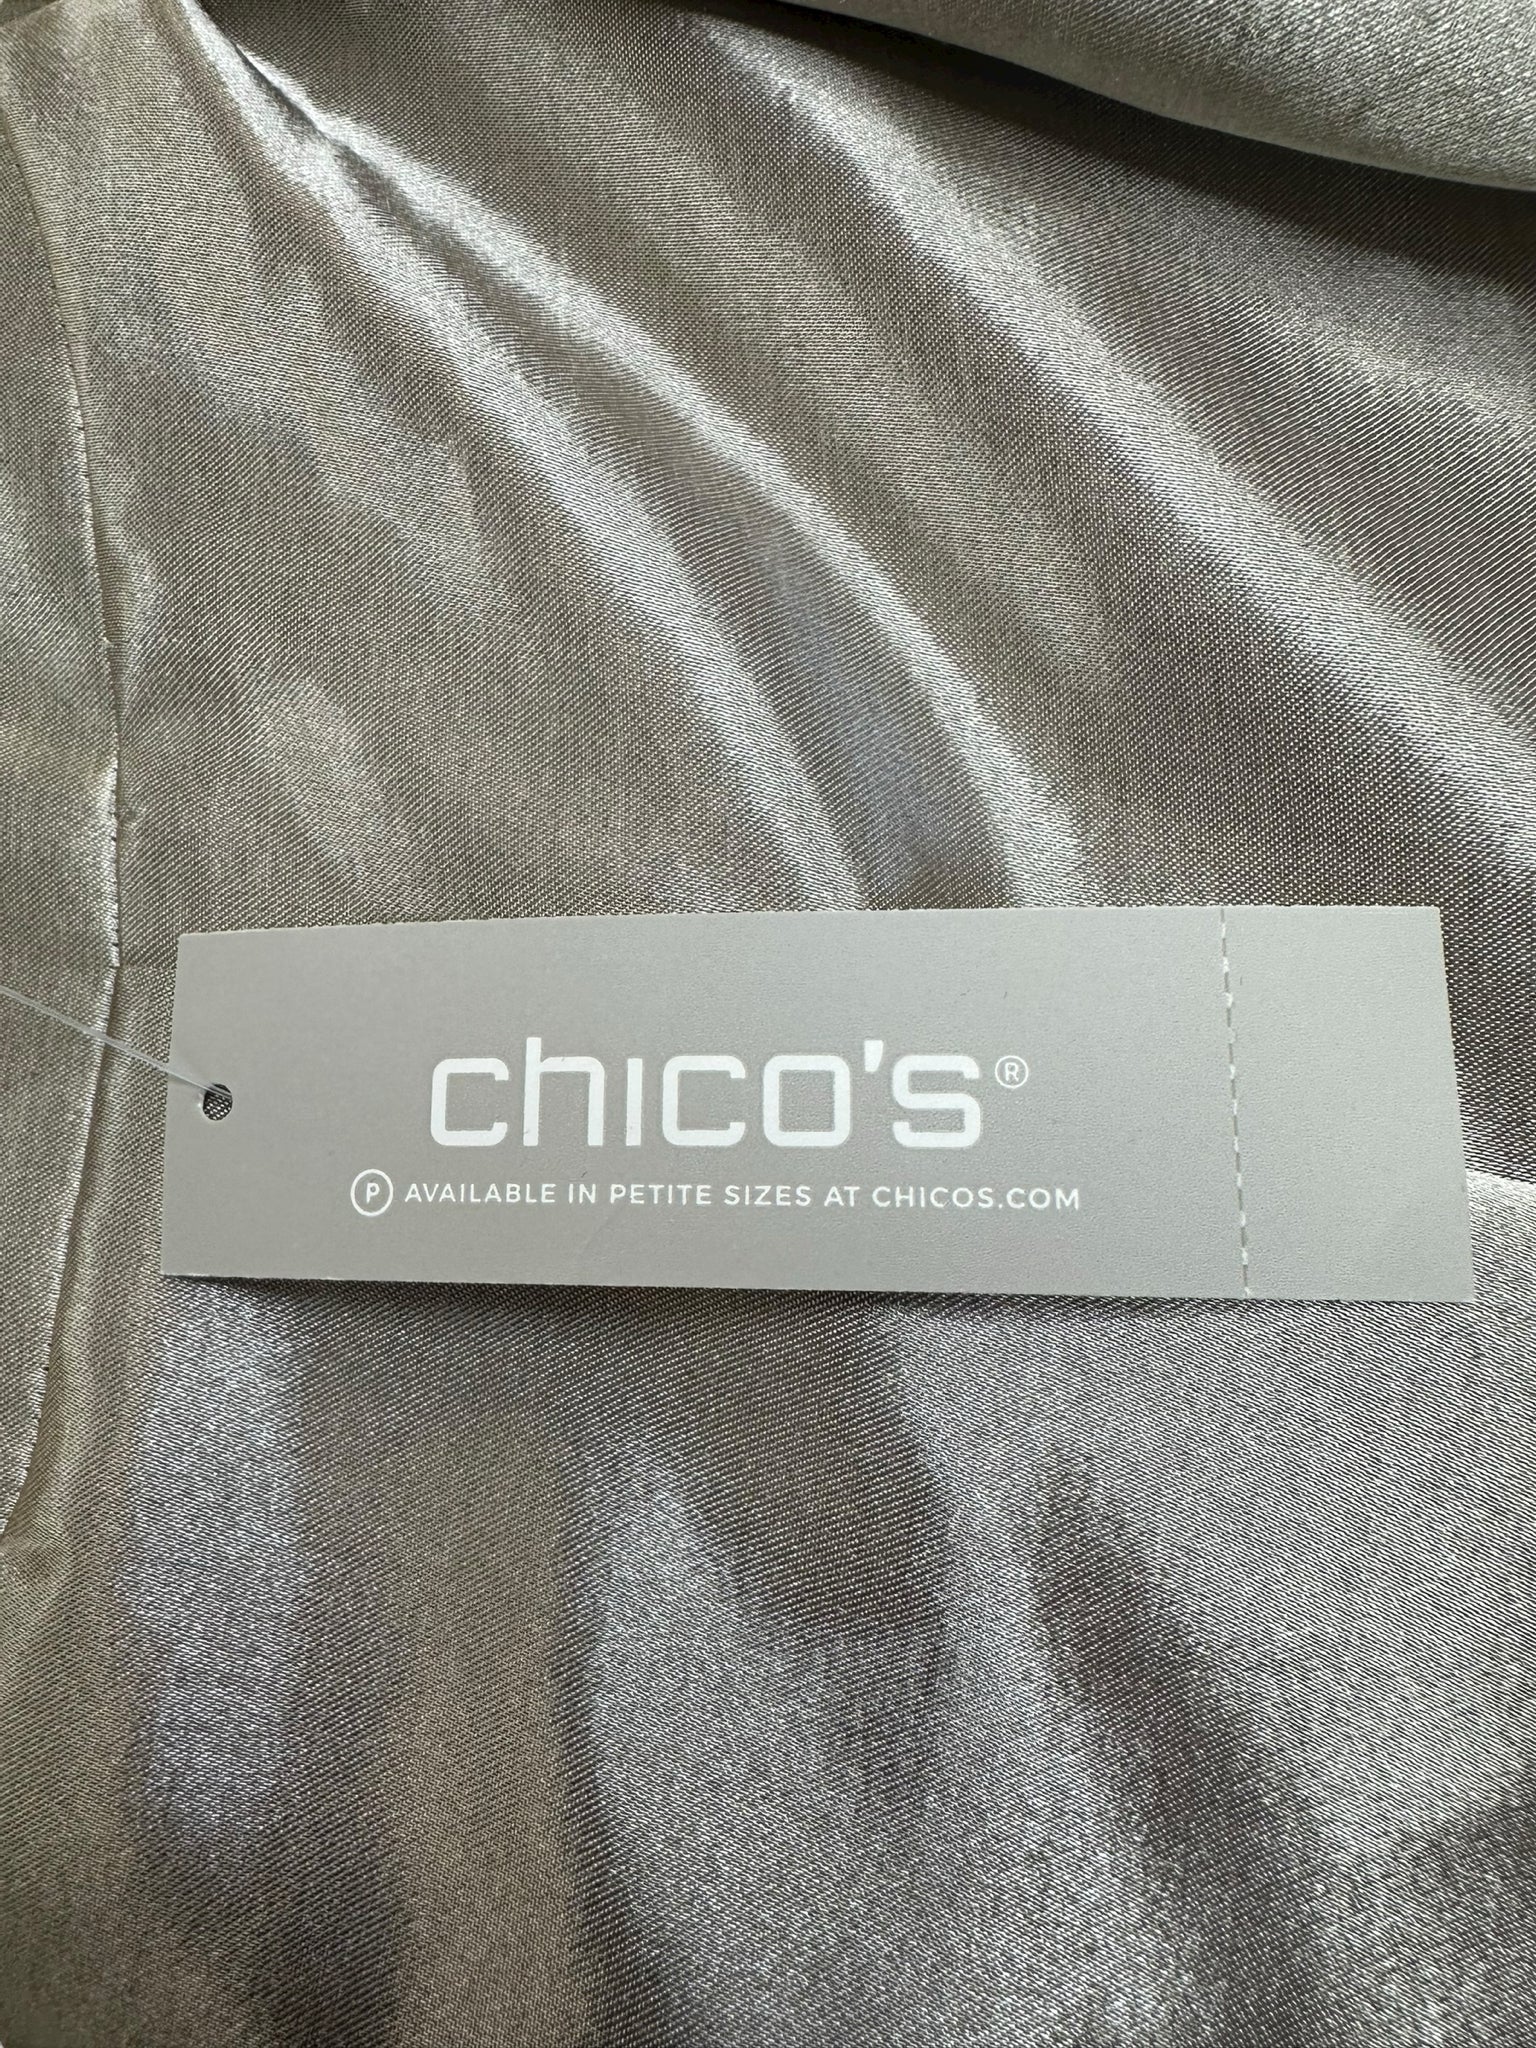 chico's®
P AVAILABLE IN PETITE SIZES AT CHICOS.COM